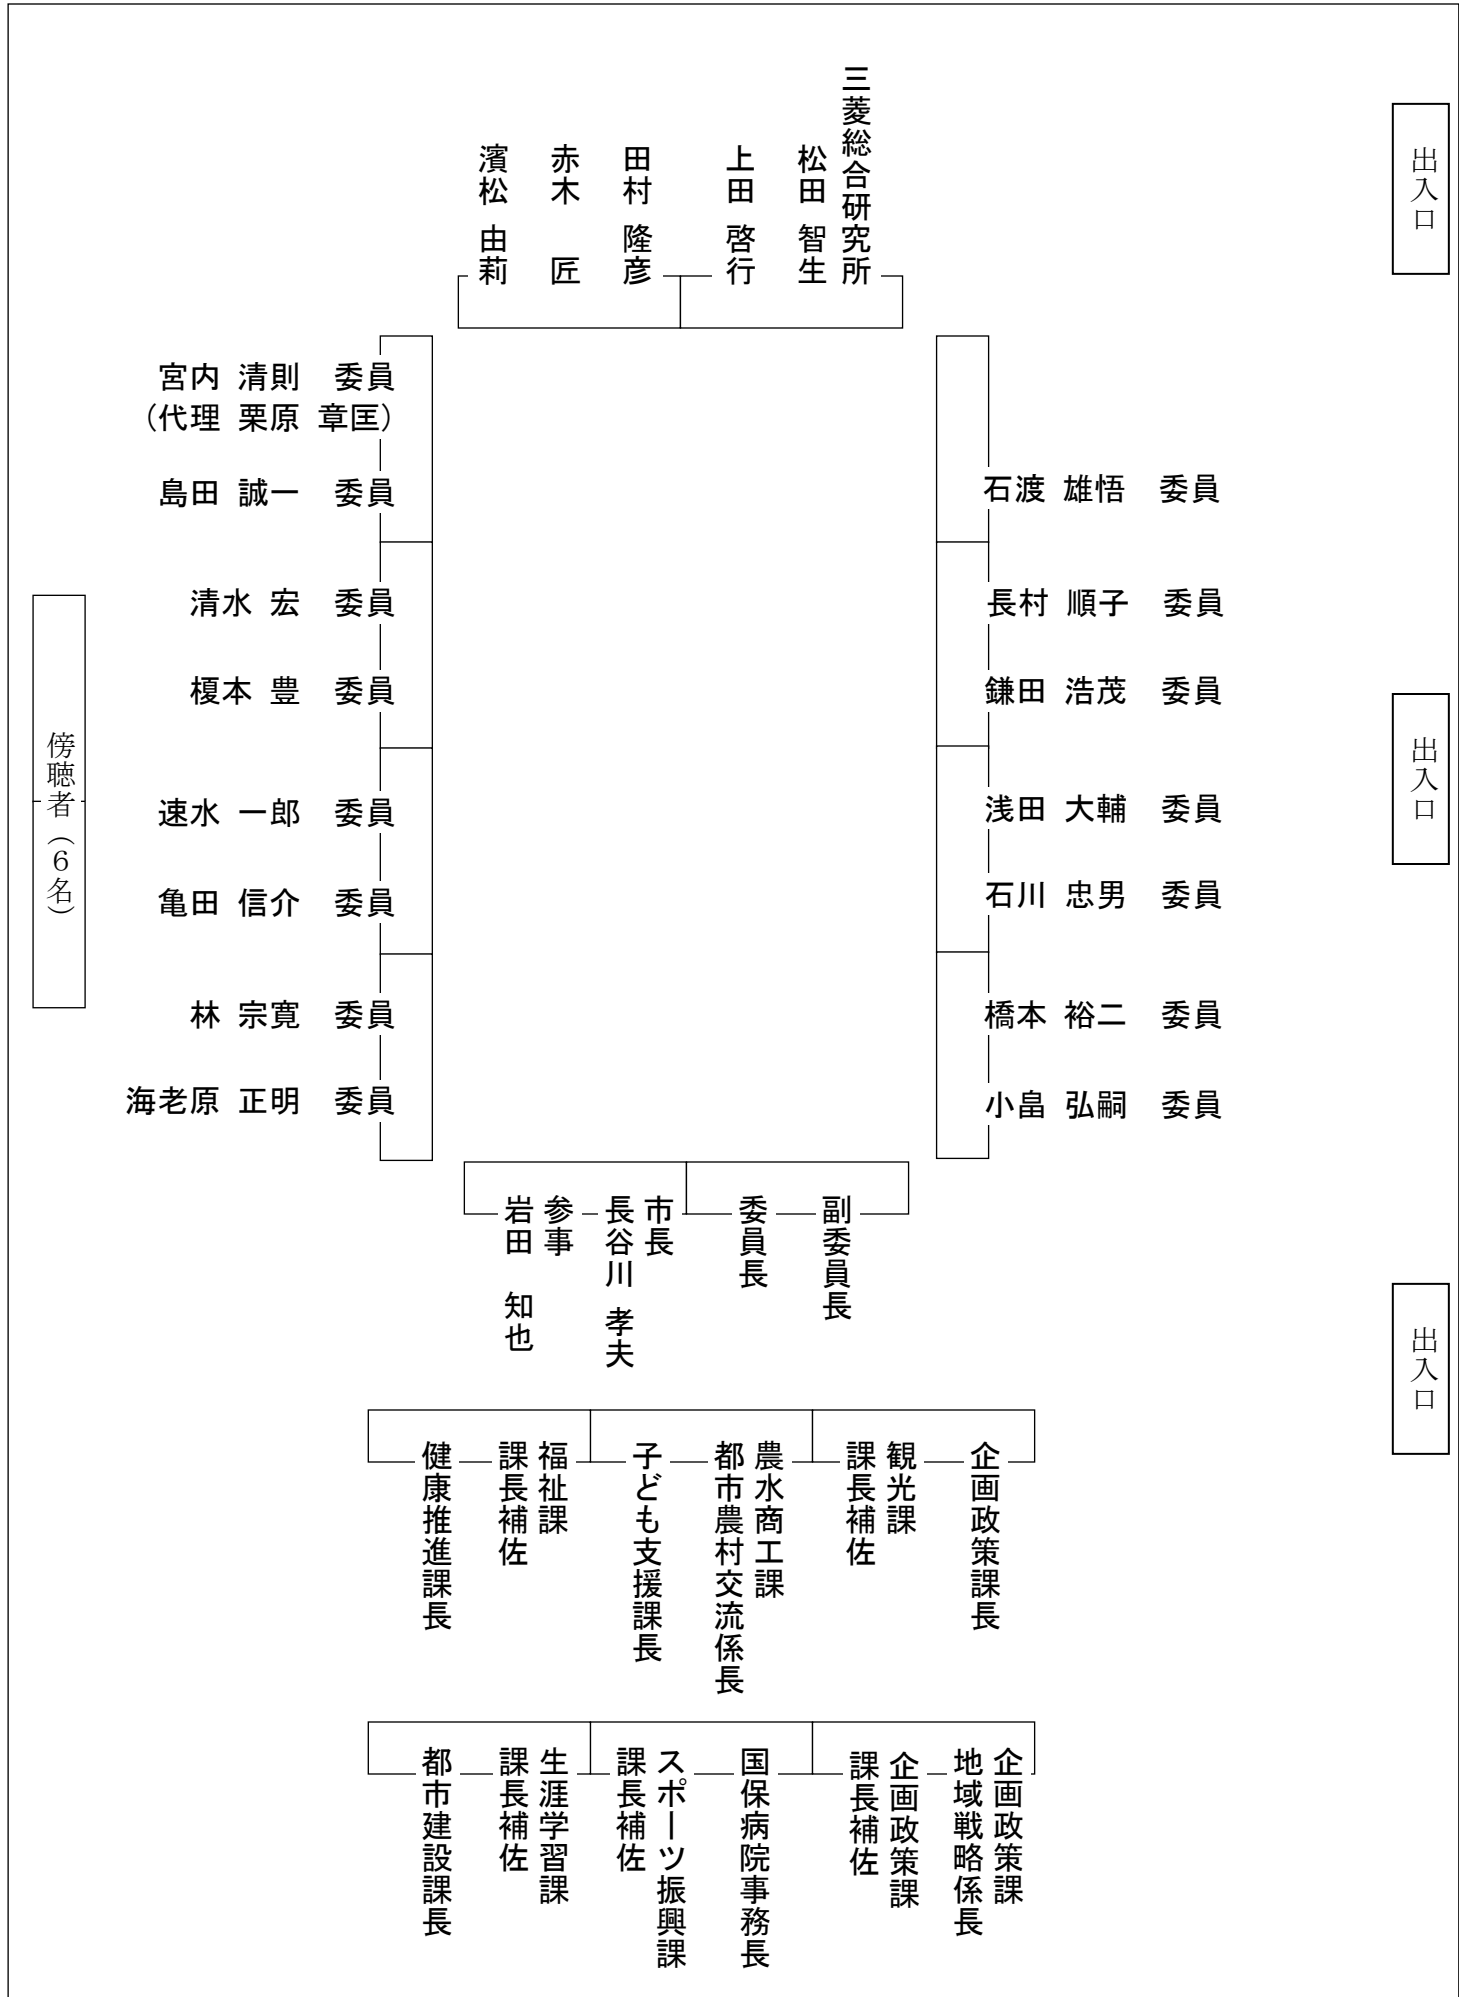 三菱総合研究所
松田 智生
上田 啓行
田村 隆彦
赤木 匠
濱松 由莉
出入口
宮内 清則 委員
（代理 栗原 章匡）
島田 誠一 委員
清水 宏 委員
榎本 豊 委員
速水 一郎 委員
亀田 信介 委員
林 宗寛 委員
海老原 正明 委員
石渡 雄悟 委員
長村 順子 委員
鎌田 浩茂 委員
浅田 大輔 委員
石川 忠男 委員
橋本 裕二 委員
小畠 弘嗣 委員
傍聴者（６名）
出入口
副委員長
委員長
市長
長谷川 孝夫
参事
岩田 知也
出入口
企画政策課長
観光課
課長補佐
農水商工課
都市農村交流係長
子ども支援課長
福祉課
課長補佐
健康推進課長
企画政策課
地域戦略係長
企画政策課
課長補佐
国保病院事務長
スポーツ振興課
課長補佐
生涯学習課
課長補佐
都市建設課長